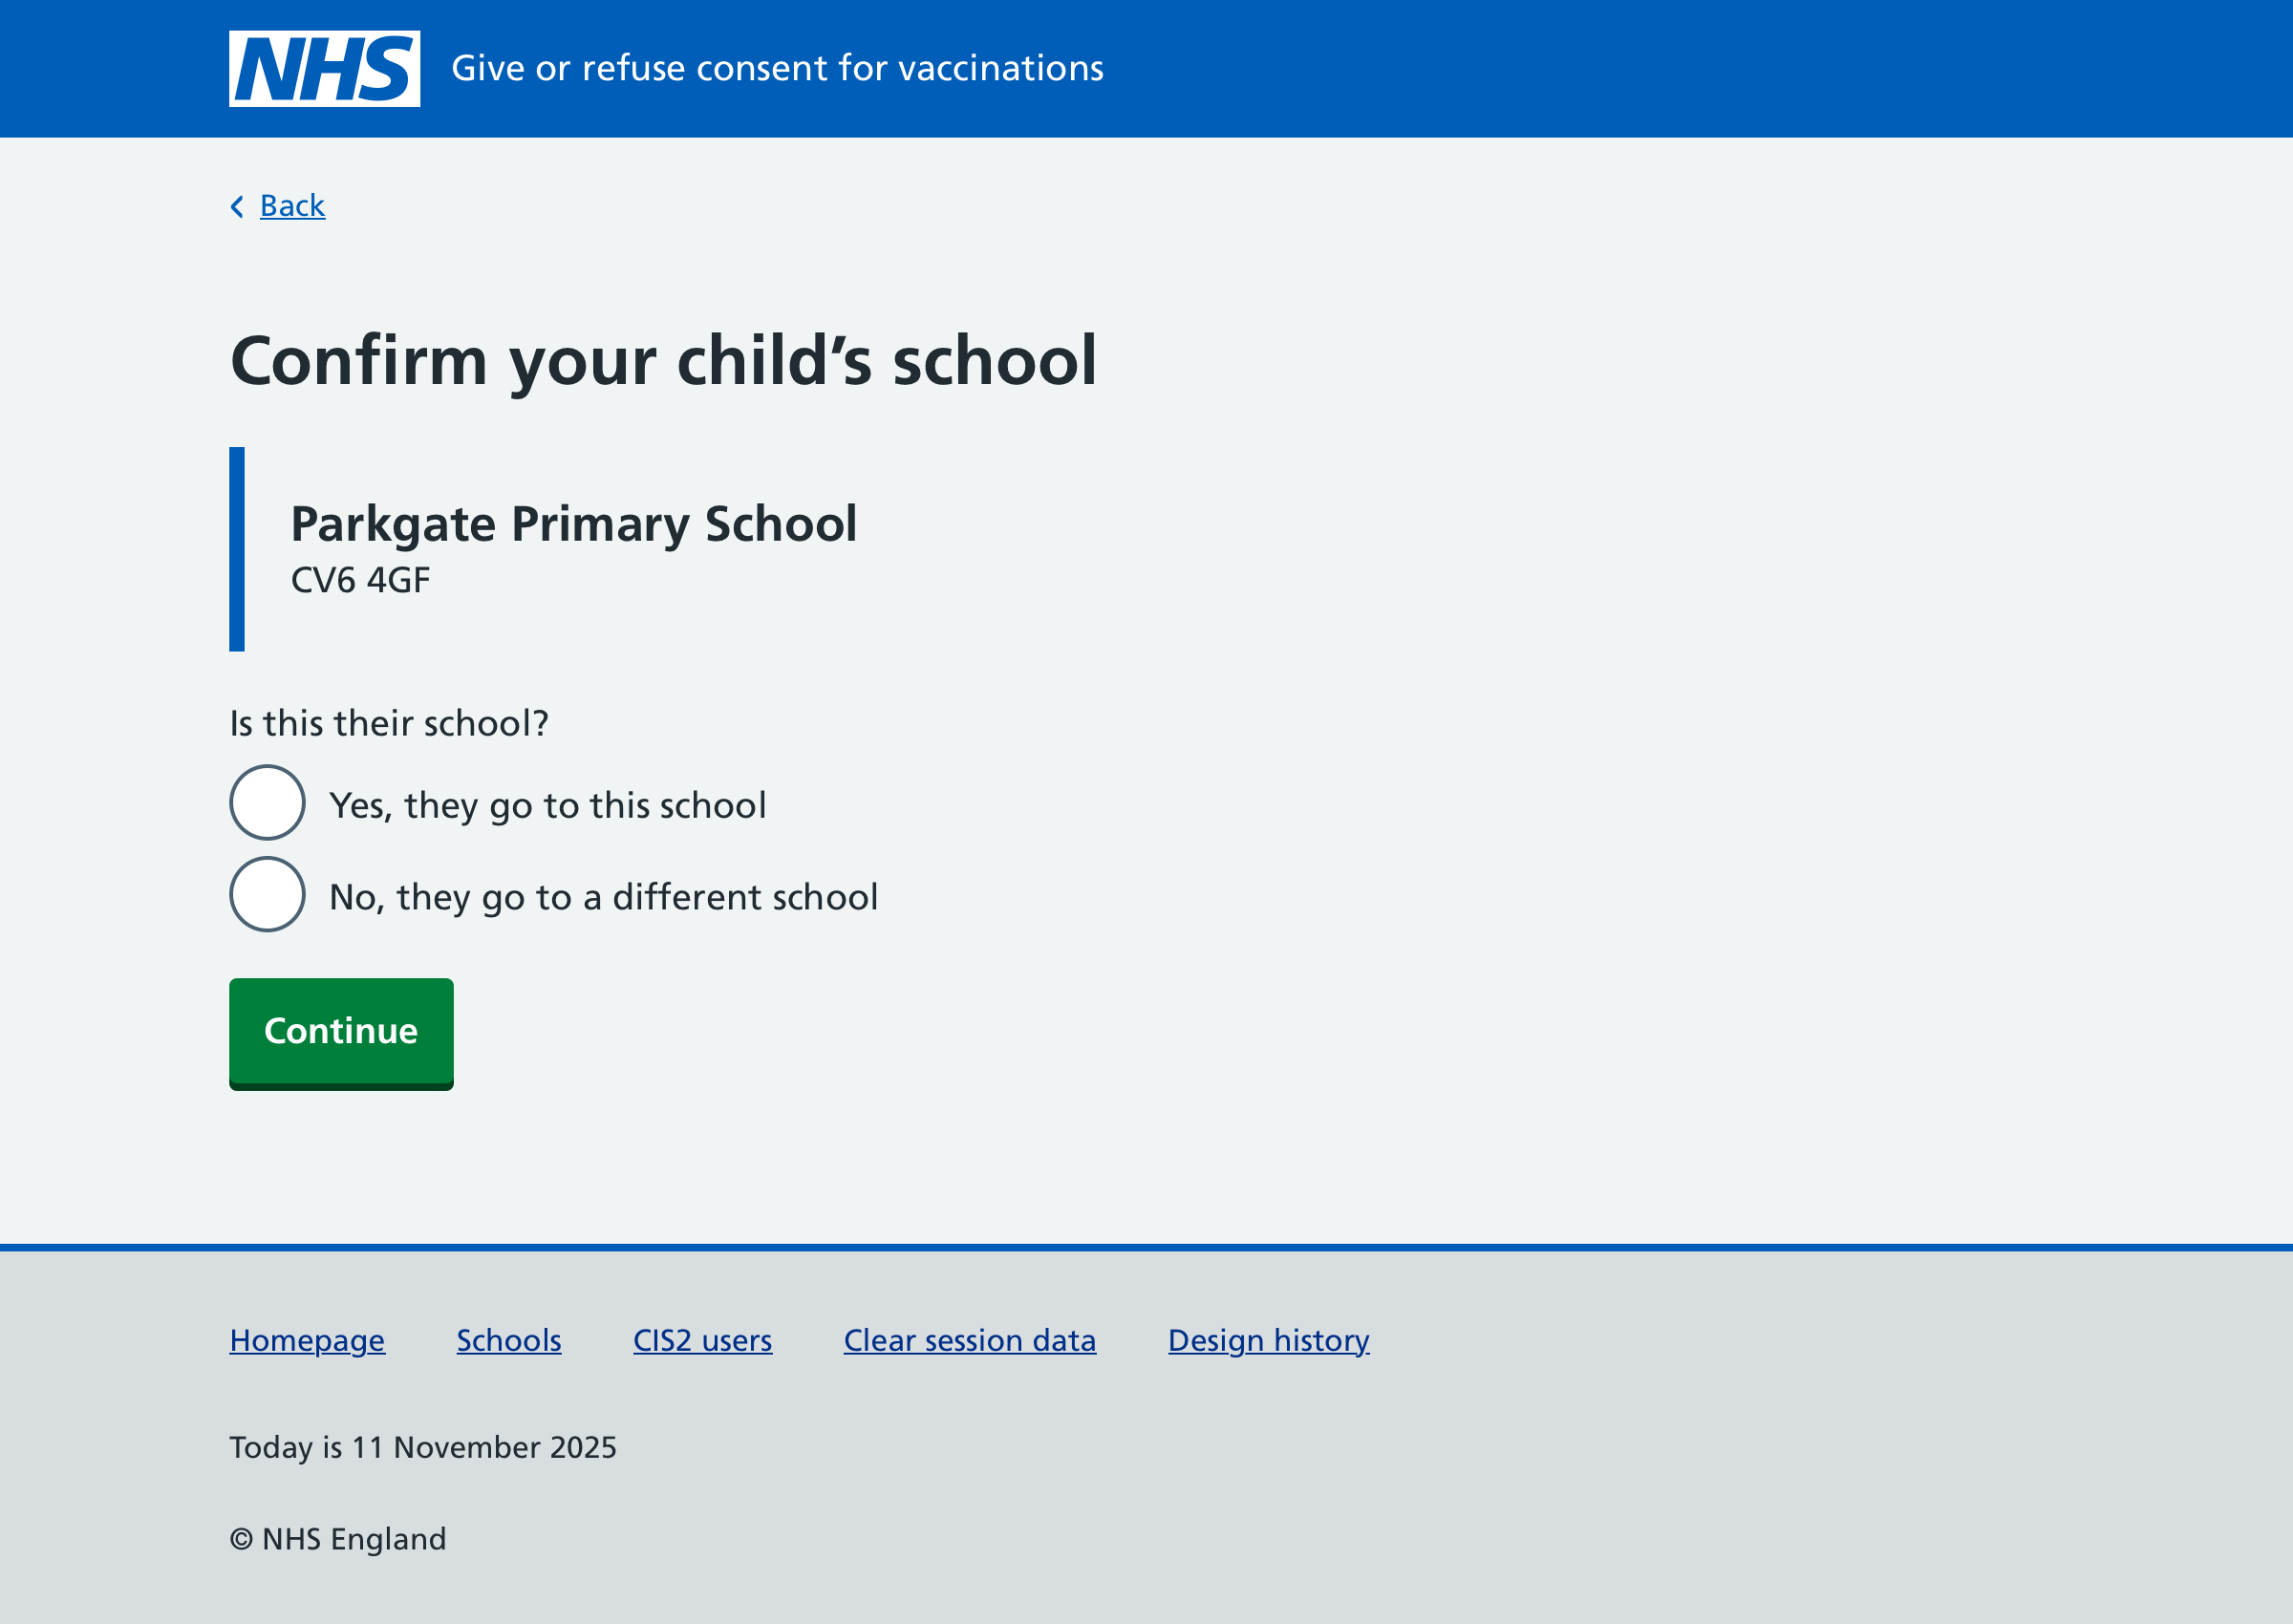 NHS
Give or refuse consent for vaccinations
Back
Confirm your child’s school
Parkgate Primary School
CV6 4GF
Is this their school?
Yes, they go to this school
No, they go to a different school
Continue
Homepage Schools CIS2 users Clear session data Design history
Today is 11 November 2025
© NHS England